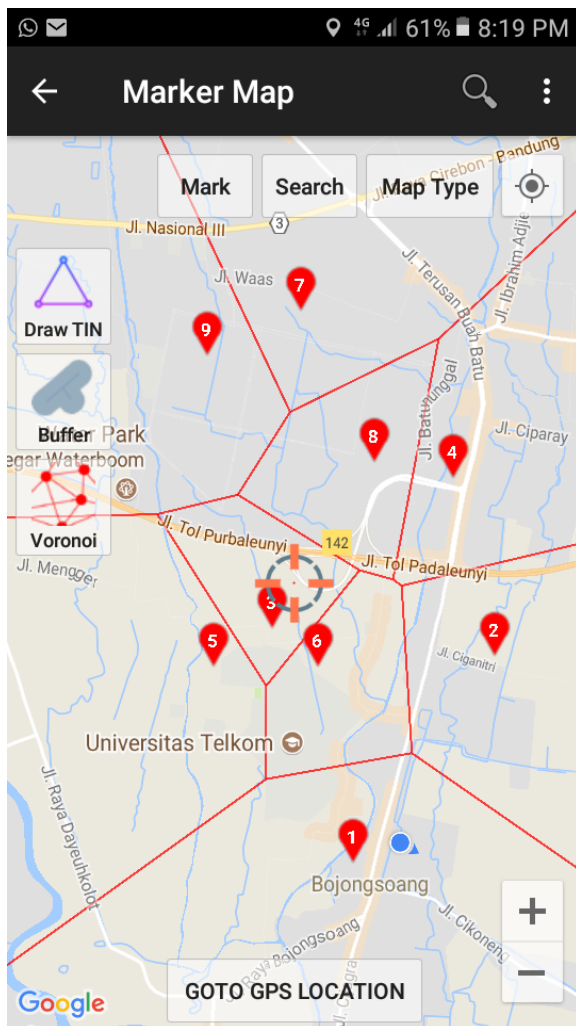 4G 61% 8:19 PM
Marker Map
Mark
Search
Map Type
Cirebon - Bandung
Jl. Nasional III
3
Jl. Ibrahim Adjie
Jl. Waas
7
Jl. Terusan Buah Batu
Draw TIN
9
Jl. Batununggal
8
4
Jl. Ciparay
Buffer
Park
egar Waterboom
Jl. Tol Purbaleunyi
142
Jl. Tol Padaleunyi
Voronoi
Jl. Mengger
3
5
6
2
Jl. Ciganitri
Universitas Telkom
Jl. Raya Dayeuhkolot
1
Bojongsoang
Jl. Cikoneng
Raya Bojongsoang
+
−
GOTO GPS LOCATION
Google